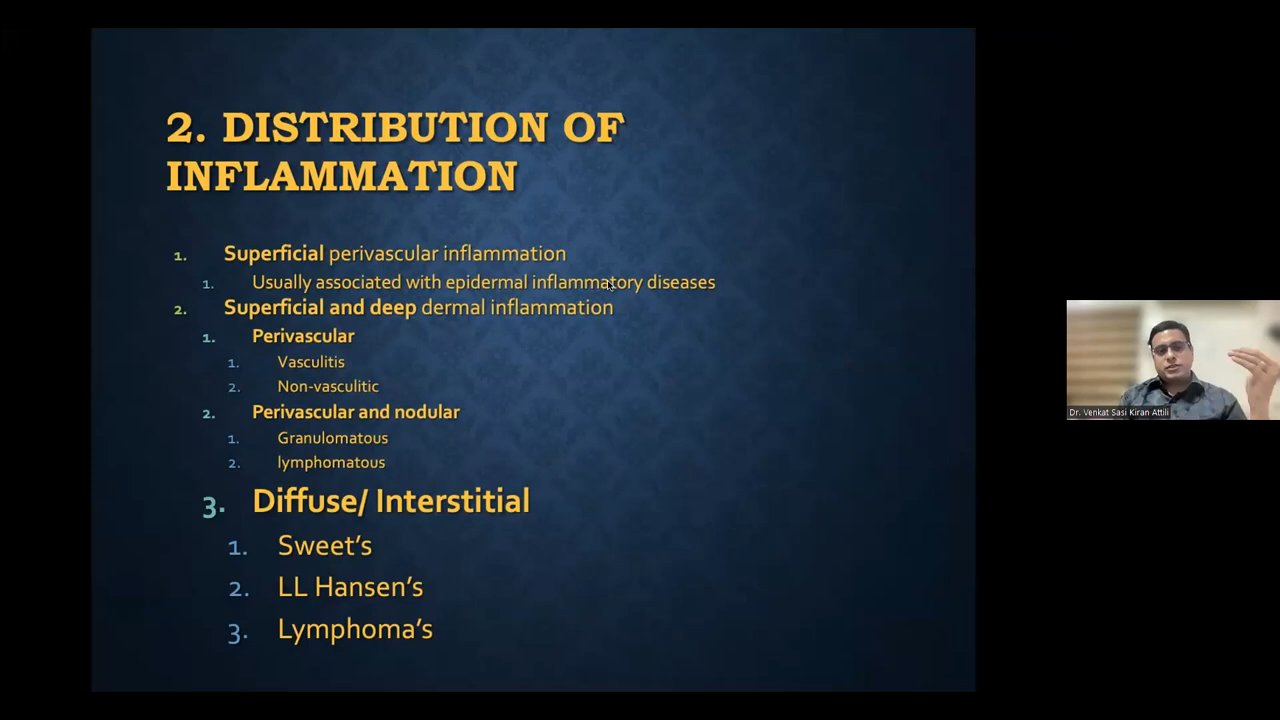 2. DISTRIBUTION OF
INFLAMMATION
1. Superficial perivascular inflammation
1. Usually associated with epidermal inflammatory diseases
2. Superficial and deep dermal inflammation
1. Perivascular
1. Vasculitis
2. Non-vasculitic
2. Perivascular and nodular
1. Granulomatous
2. lymphomatous
3. Diffuse/ Interstitial
1. Sweet's
2. LL Hansen's
3. Lymphoma's
Dr. Venkat Sasi Kiran Attili